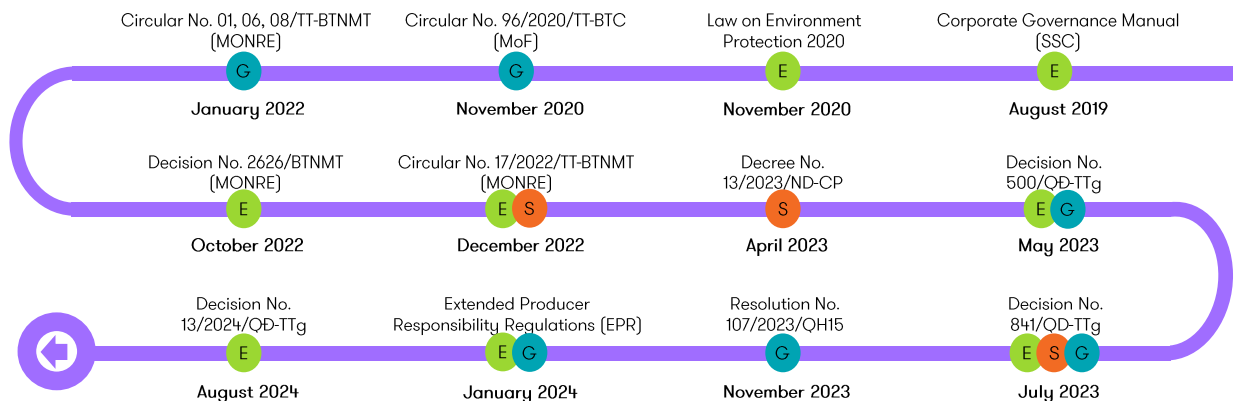 Circular No. 01, 06, 08/TT-BTNMT
(MONRE)
G
January 2022
Circular No. 96/2020/TT-BTC
(MoF)
G
November 2020
Law on Environment
Protection 2020
E
November 2020
Corporate Governance Manual
(SSC)
E
August 2019
Decision No. 2626/BTNMT
(MONRE)
E
October 2022
Circular No. 17/2022/TT-BTNMT
(MONRE)
E S
December 2022
Decree No.
13/2023/ND-CP
S
April 2023
Decision No.
500/QĐ-TTg
E G
May 2023
Decision No.
13/2024/QĐ-TTg
E
August 2024
Extended Producer
Responsibility Regulations (EPR)
E G
January 2024
Resolution No.
107/2023/QH15
G
November 2023
Decision No.
841/QD-TTg
E S G
July 2023